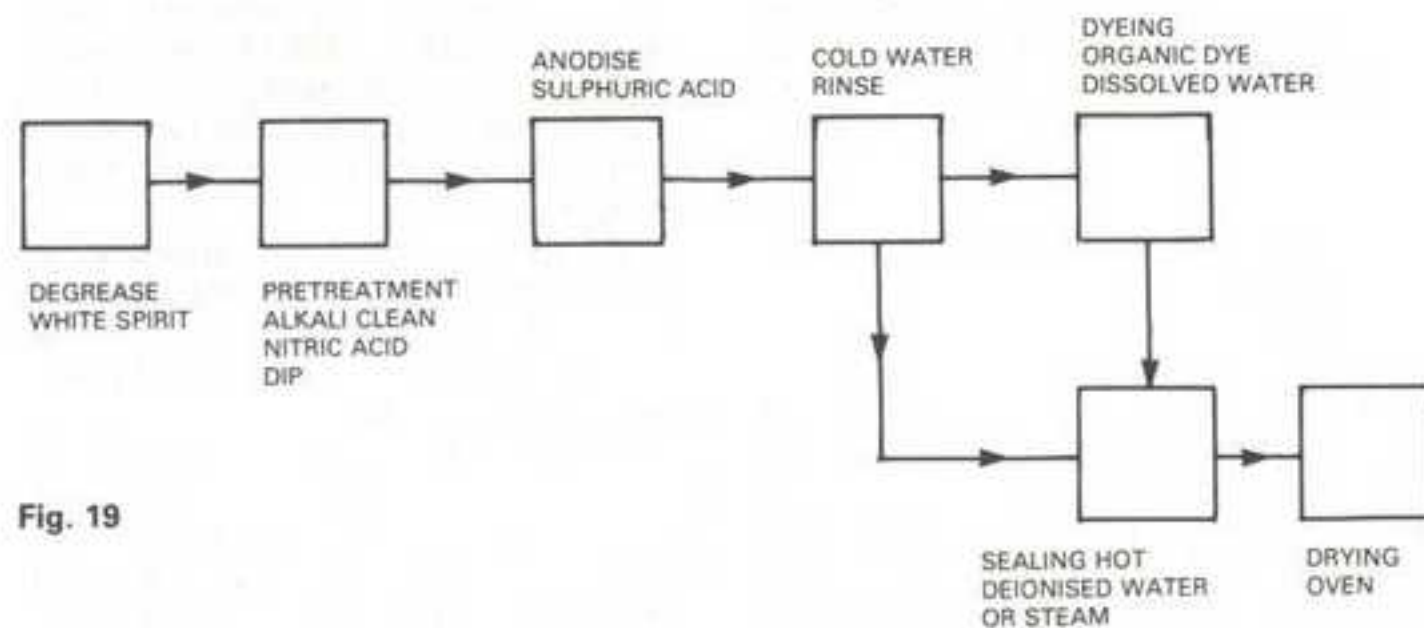 DEGREASE
WHITE SPIRIT
PRETREATMENT
ALKALI CLEAN
NITRIC ACID
DIP
ANODISE
SULPHURIC ACID
COLD WATER
RINSE
DYEING
ORGANIC DYE
DISSOLVED WATER
SEALING HOT
DEIONISED WATER
OR STEAM
DRYING
OVEN
Fig. 19